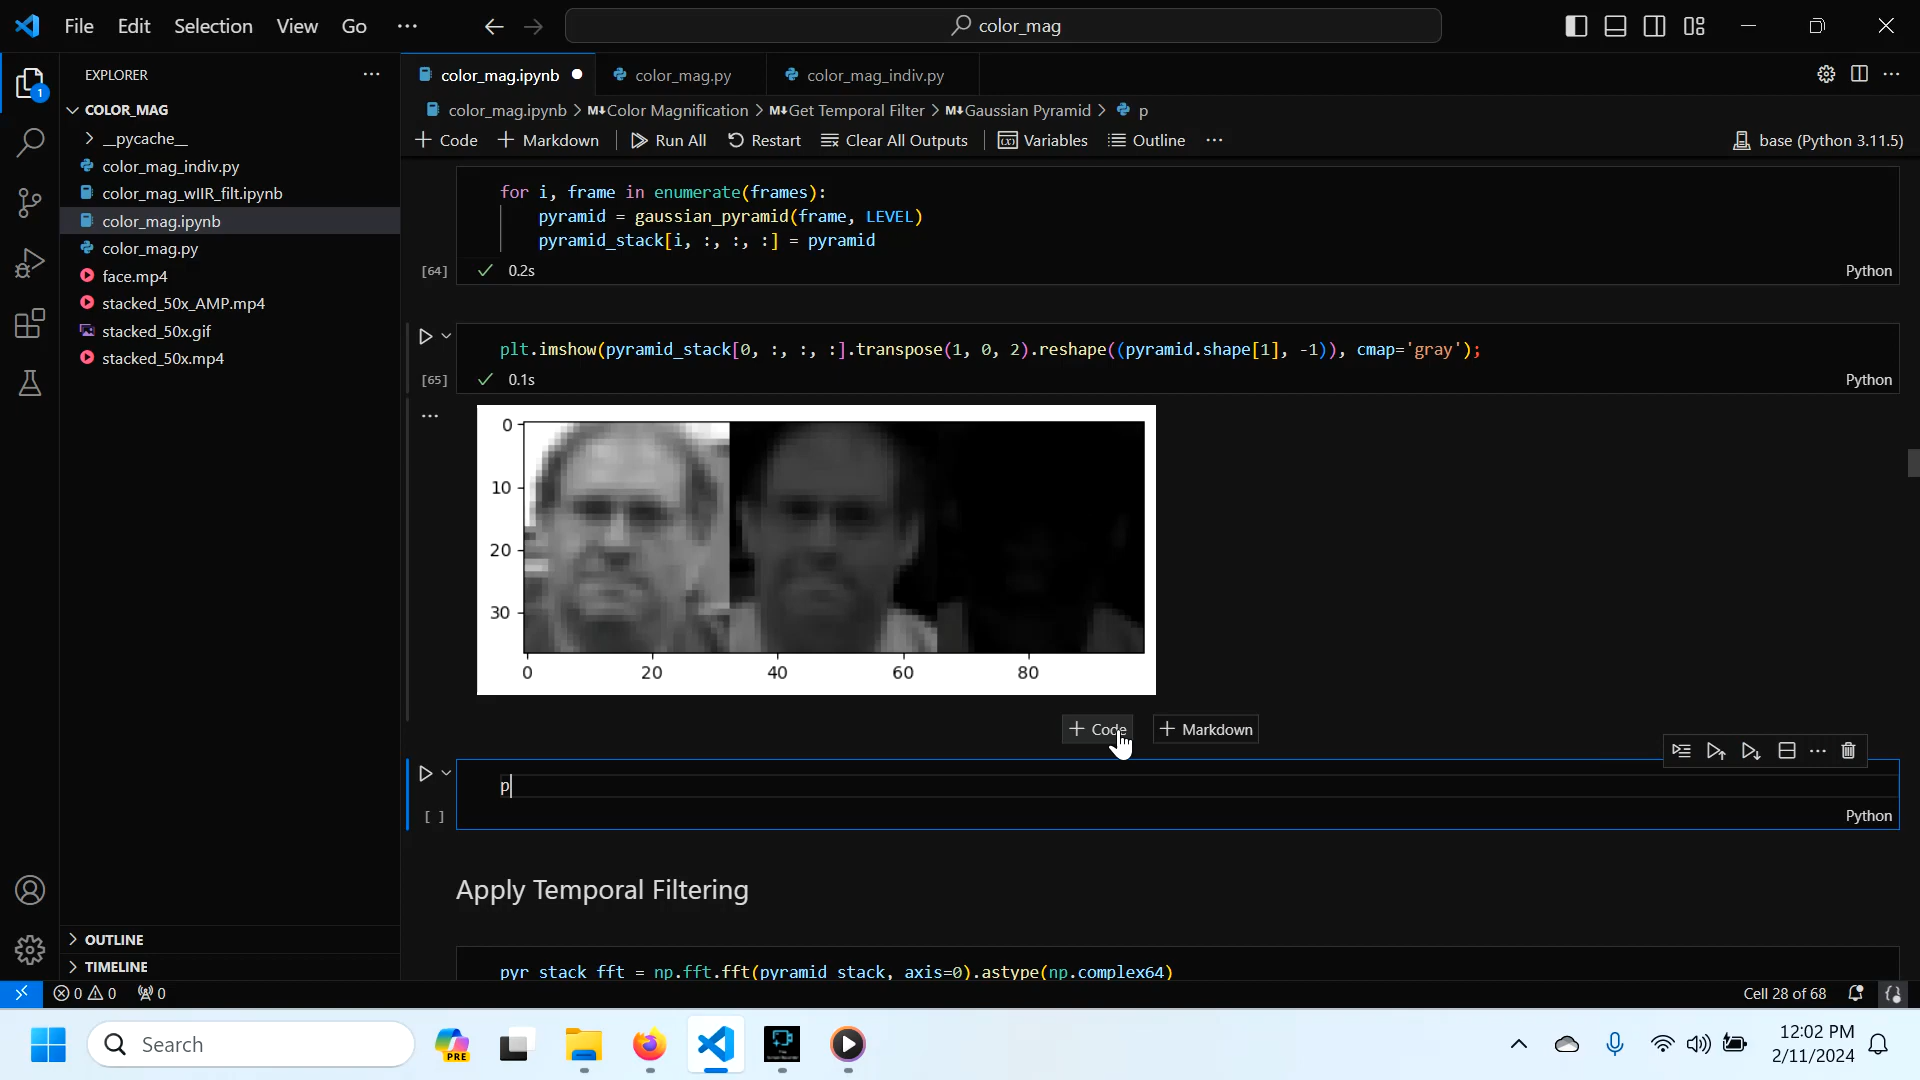 File Edit Selection View Go ···
color_mag
EXPLORER ···
COLOR_MAG
__pycache__
color_mag_indiv.py
color_mag_wIIR_filt.ipynb
color_mag.ipynb
color_mag.py
face.mp4
stacked_50x_AMP.mp4
stacked_50x.gif
stacked_50x.mp4
OUTLINE
TIMELINE
1
color_mag.ipynb color_mag.py color_mag_indiv.py ···
color_mag.ipynb > M↓Color Magnification > M↓Get Temporal Filter > M↓Gaussian Pyramid > p
+ Code + Markdown Run All Restart Clear All Outputs (x) Variables Outline ··· base (Python 3.11.5)
for i, frame in enumerate(frames):
pyramid = gaussian_pyramid(frame, LEVEL)
pyramid_stack[i, :, :, :] = pyramid
[64] ✓ 0.2s Python
plt.imshow(pyramid_stack[0, :, :, :].transpose(1, 0, 2).reshape((pyramid.shape[1], -1)), cmap='gray');
[65] ✓ 0.1s Python
···
0
10
20
30
0 20 40 60 80
+ Code + Markdown
···
p
[ ] Python
Apply Temporal Filtering
pyr_stack_fft = np.fft.fft(pyramid_stack, axis=0).astype(np.complex64)
0 0 0 Cell 28 of 68
Search PRE 12:02 PM
2/11/2024